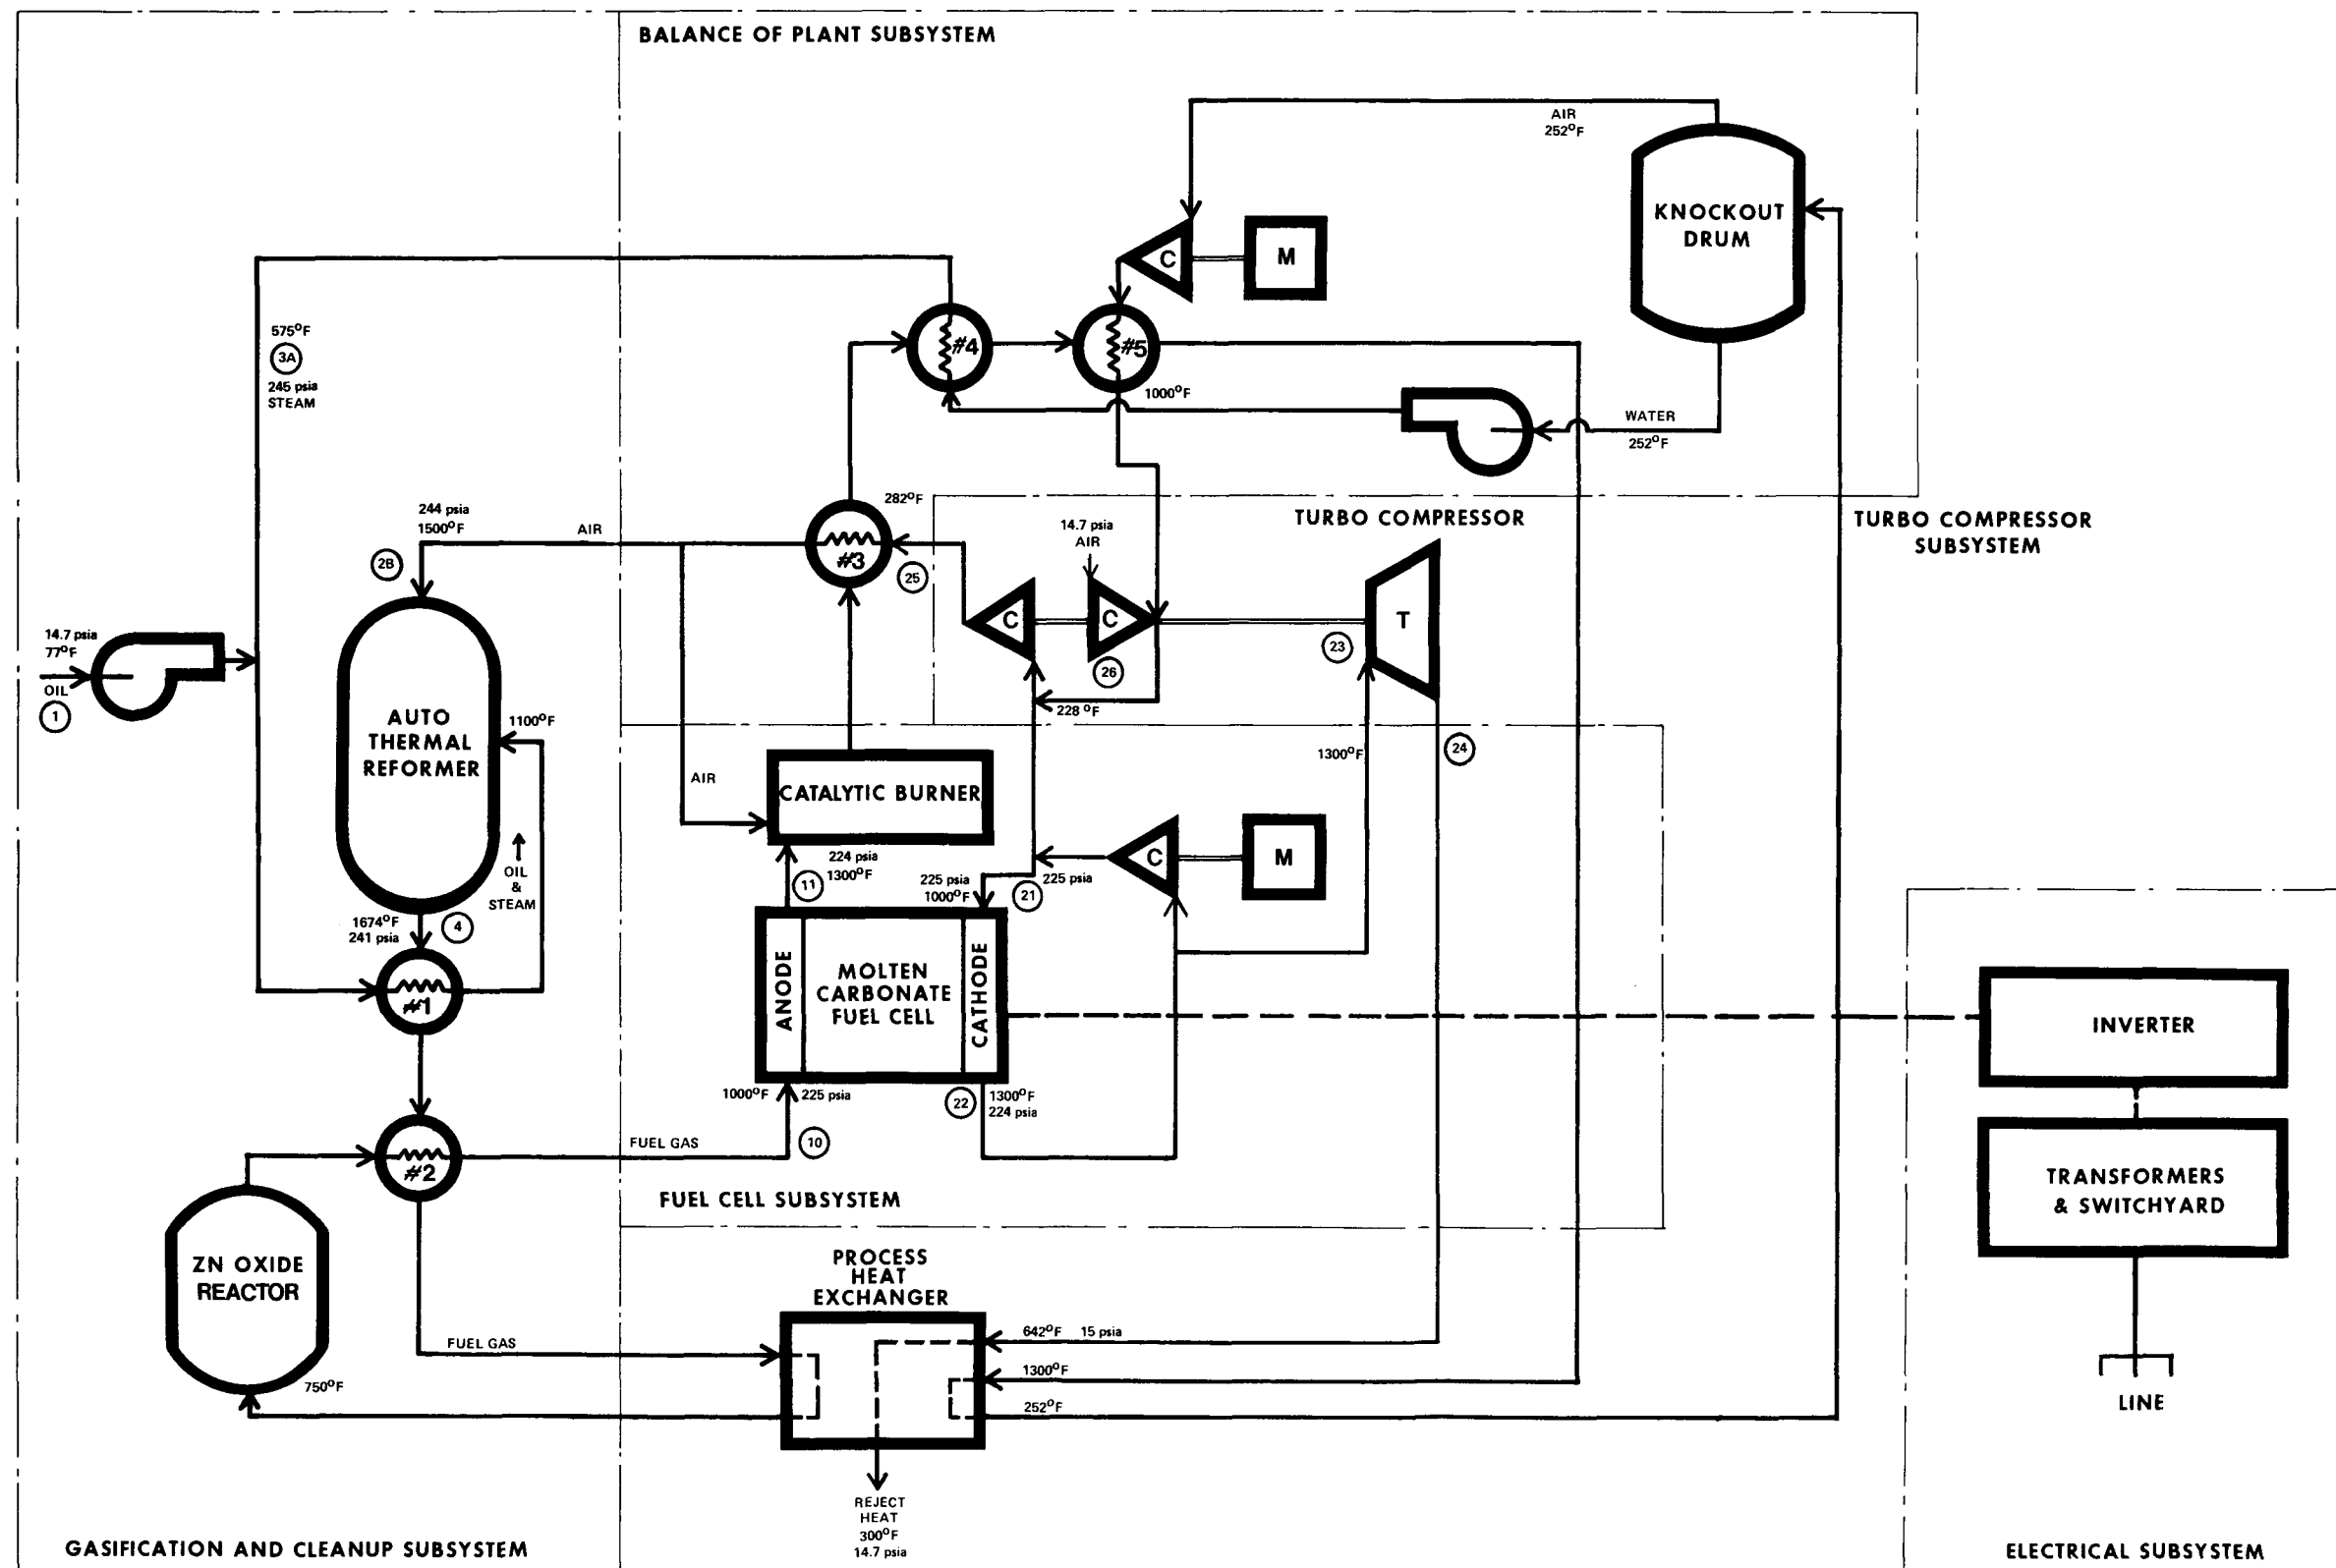 BALANCE OF PLANT SUBSYSTEM
AIR
252°F
KNOCKOUT
DRUM
C
M
575°F
3A
245 psia
STEAM
#4
#5
1000°F
WATER
252°F
282°F
TURBO COMPRESSOR
TURBO COMPRESSOR
SUBSYSTEM
244 psia
1500°F
AIR
2B
#3
25
14.7 psia
AIR
C
C
26
23
T
14.7 psia
77°F
OIL
1
AUTO
THERMAL
REFORMER
1100°F
228 °F
1300°F
24
AIR
CATALYTIC BURNER
OIL
&
STEAM
224 psia
1300°F
11
225 psia
1000°F
21
225 psia
C
M
1674°F
241 psia
4
#1
ANODE
MOLTEN
CARBONATE
FUEL CELL
CATHODE
INVERTER
1000°F
225 psia
22
1300°F
224 psia
10
FUEL GAS
#2
FUEL CELL SUBSYSTEM
TRANSFORMERS
& SWITCHYARD
ZN OXIDE
REACTOR
750°F
PROCESS
HEAT
EXCHANGER
FUEL GAS
642°F 15 psia
1300°F
252°F
LINE
REJECT
HEAT
300°F
14.7 psia
GASIFICATION AND CLEANUP SUBSYSTEM
ELECTRICAL SUBSYSTEM